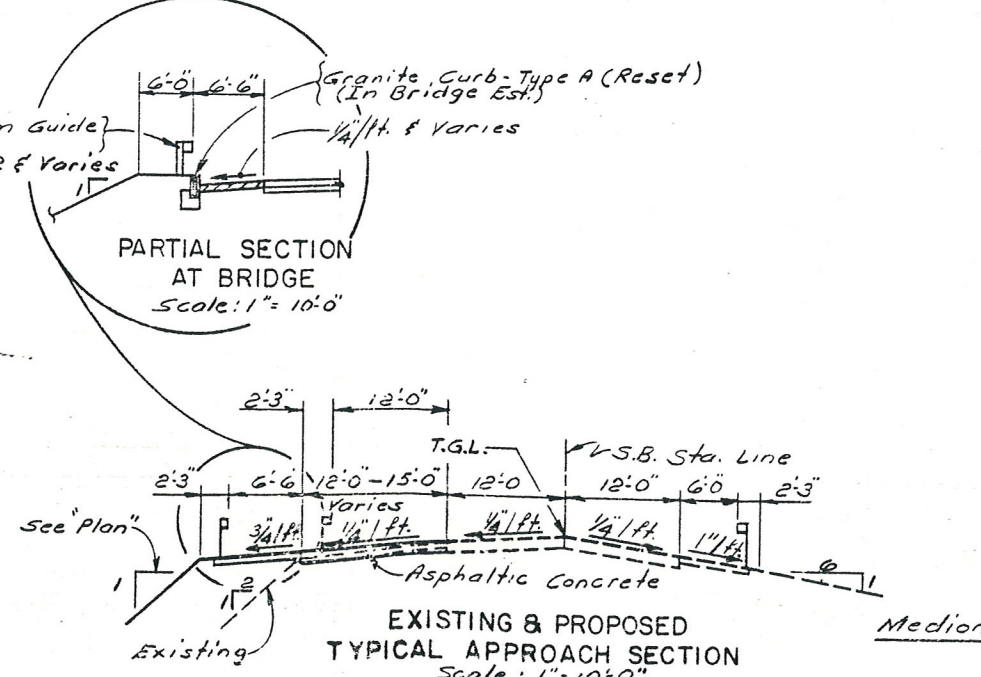 6'-0" 6'-6"
Granite Curb-Type A (Reset)
(In Bridge Est.)
Guide
1/4"/ft. & Varies
& Varies
1
PARTIAL SECTION
AT BRIDGE
Scale: 1" = 10'-0"
2'-3" 12'-0"
T.G.L. S.B. Sta. Line
2'-3" 6'-6 12'-0"-15'-0" 12'-0 12'-0" 6'-0 2'-3"
Varies
See "Plan"
3/4"/ft. 1/4"/ft. 1/4"/ft. 1/4"/ft. 1"/ft.
Asphaltic Concrete
1 6 1
1 2
Existing
EXISTING & PROPOSED
TYPICAL APPROACH SECTION
Scale: 1"=10'-0"